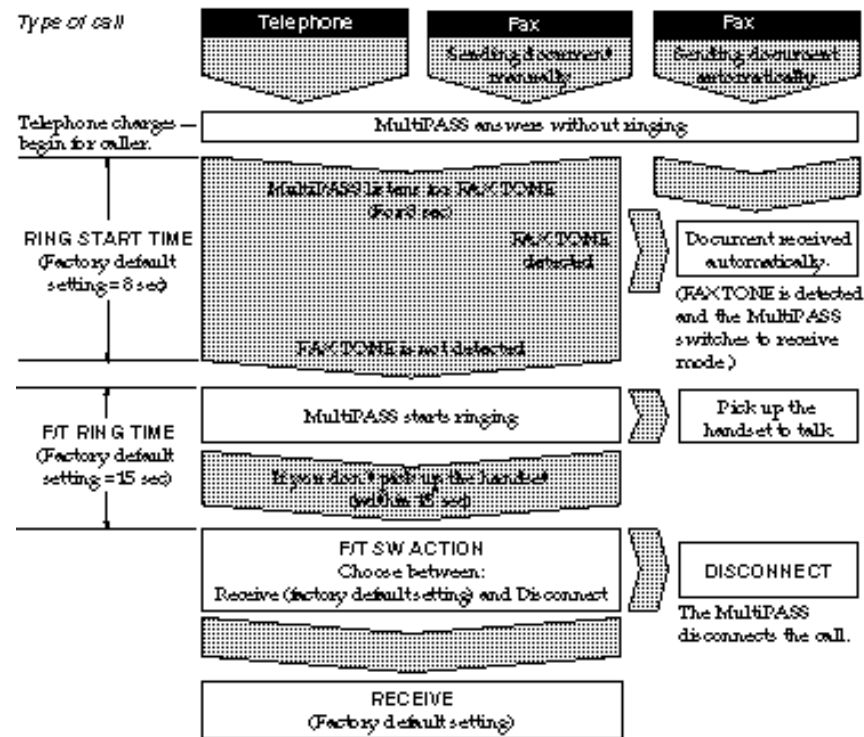 Type of call
Telephone
Fax
Sending document
manually
Fax
Sending document
automatically
Telephone charges
begin for caller.
MultiPASS answers without ringing
MultiPASS listens for FAX TONE
(For 8 sec)
FAX TONE
detected
FAX TONE is not detected
RING START TIME
(Factory default
setting = 8 sec)
Document received
automatically.
(FAX TONE is detected
and the MultiPASS
switches to receive
mode.)
MultiPASS starts ringing
Pick up the
handset to talk.
F/T RING TIME
(Factory default
setting = 15 sec)
If you don't pick up the handset
(within 15 sec)
F/T SW ACTION
Choose between:
Receive (factory default setting) and Disconnect
DISCONNECT
The MultiPASS
disconnects the call.
RECEIVE
(Factory default setting)